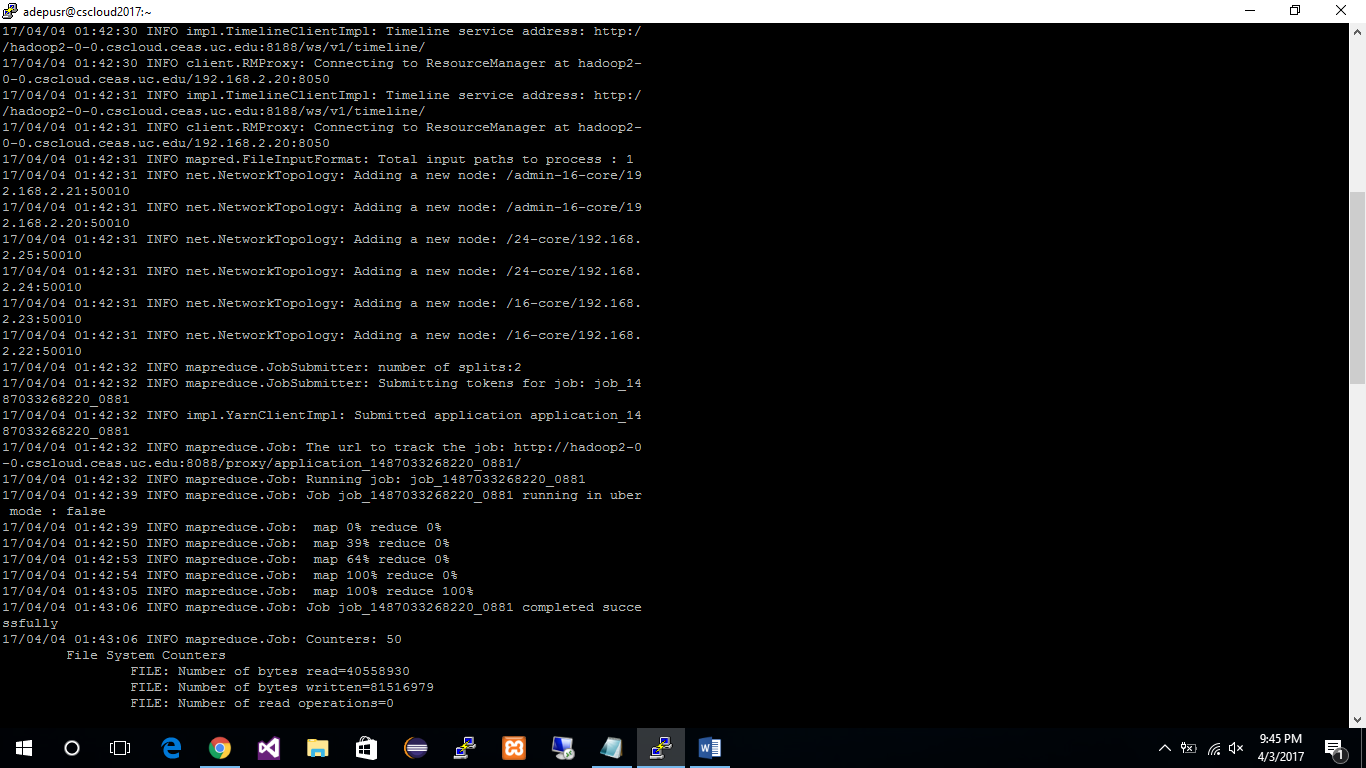 adepusr@cscloud2017:~
17/04/04 01:42:30 INFO impl.TimelineClientImpl: Timeline service address: http:/
/hadoop2-0-0.cscloud.ceas.uc.edu:8188/ws/v1/timeline/
17/04/04 01:42:30 INFO client.RMProxy: Connecting to ResourceManager at hadoop2-
0-0.cscloud.ceas.uc.edu/192.168.2.20:8050
17/04/04 01:42:31 INFO impl.TimelineClientImpl: Timeline service address: http:/
/hadoop2-0-0.cscloud.ceas.uc.edu:8188/ws/v1/timeline/
17/04/04 01:42:31 INFO client.RMProxy: Connecting to ResourceManager at hadoop2-
0-0.cscloud.ceas.uc.edu/192.168.2.20:8050
17/04/04 01:42:31 INFO mapred.FileInputFormat: Total input paths to process : 1
17/04/04 01:42:31 INFO net.NetworkTopology: Adding a new node: /admin-16-core/19
2.168.2.21:50010
17/04/04 01:42:31 INFO net.NetworkTopology: Adding a new node: /admin-16-core/19
2.168.2.20:50010
17/04/04 01:42:31 INFO net.NetworkTopology: Adding a new node: /24-core/192.168.
2.25:50010
17/04/04 01:42:31 INFO net.NetworkTopology: Adding a new node: /24-core/192.168.
2.24:50010
17/04/04 01:42:31 INFO net.NetworkTopology: Adding a new node: /16-core/192.168.
2.23:50010
17/04/04 01:42:31 INFO net.NetworkTopology: Adding a new node: /16-core/192.168.
2.22:50010
17/04/04 01:42:32 INFO mapreduce.JobSubmitter: number of splits:2
17/04/04 01:42:32 INFO mapreduce.JobSubmitter: Submitting tokens for job: job_14
87033268220_0881
17/04/04 01:42:32 INFO impl.YarnClientImpl: Submitted application application_14
87033268220_0881
17/04/04 01:42:32 INFO mapreduce.Job: The url to track the job: http://hadoop2-0
-0.cscloud.ceas.uc.edu:8088/proxy/application_1487033268220_0881/
17/04/04 01:42:32 INFO mapreduce.Job: Running job: job_1487033268220_0881
17/04/04 01:42:39 INFO mapreduce.Job: Job job_1487033268220_0881 running in uber
 mode : false
17/04/04 01:42:39 INFO mapreduce.Job:  map 0% reduce 0%
17/04/04 01:42:50 INFO mapreduce.Job:  map 39% reduce 0%
17/04/04 01:42:53 INFO mapreduce.Job:  map 64% reduce 0%
17/04/04 01:42:54 INFO mapreduce.Job:  map 100% reduce 0%
17/04/04 01:43:05 INFO mapreduce.Job:  map 100% reduce 100%
17/04/04 01:43:06 INFO mapreduce.Job: Job job_1487033268220_0881 completed succe
ssfully
17/04/04 01:43:06 INFO mapreduce.Job: Counters: 50
        File System Counters
                FILE: Number of bytes read=40558930
                FILE: Number of bytes written=81516979
                FILE: Number of read operations=0
9:45 PM
4/3/2017
1